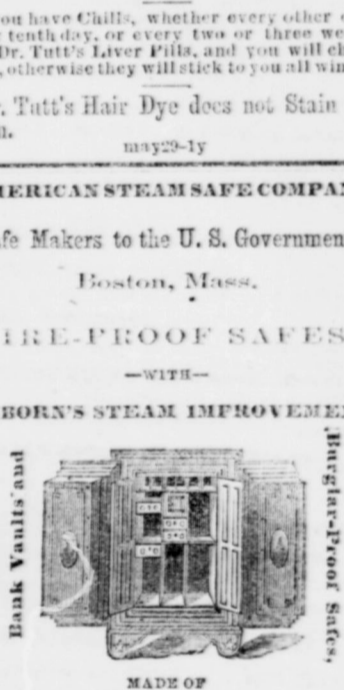 ou have Chills, whether every other
tenth day, or every two or three we
Dr. Tutt's Liver Pills, and you will ch
, otherwise they will stick to you all win
. Tutt's Hair Dye does not Stain
n.
may29-1y
MERICAN STEAM SAFE COMPA
fe Makers to the U. S. Governmen
Boston, Mass.
IRE-PROOF SAFES
—WITH—
BORN'S STEAM IMPROVEME
Bank Vaults and
Burglar-Proof Safes,
MADE OF